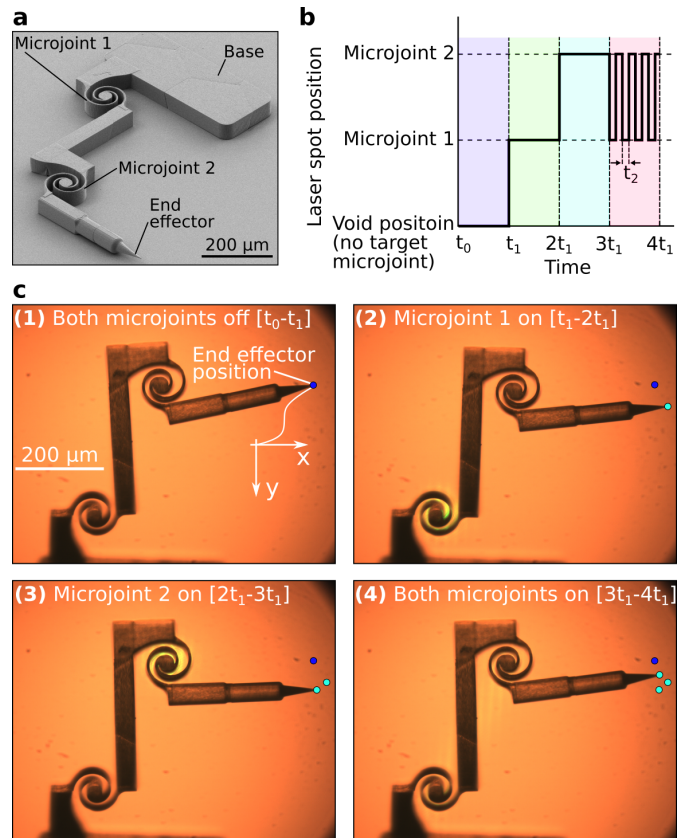 a
Microjoint 1
Base
Microjoint 2
End
effector
200 µm
b
Laser spot position
Microjoint 2
Microjoint 1
Void positoin
(no target
microjoint)
t₂
t₀ t₁ 2t₁ 3t₁ 4t₁
Time
c
(1) Both microjoints off [t₀-t₁]
End effector
position
200 µm
x
y
(2) Microjoint 1 on [t₁-2t₁]
(3) Microjoint 2 on [2t₁-3t₁]
(4) Both microjoints on [3t₁-4t₁]